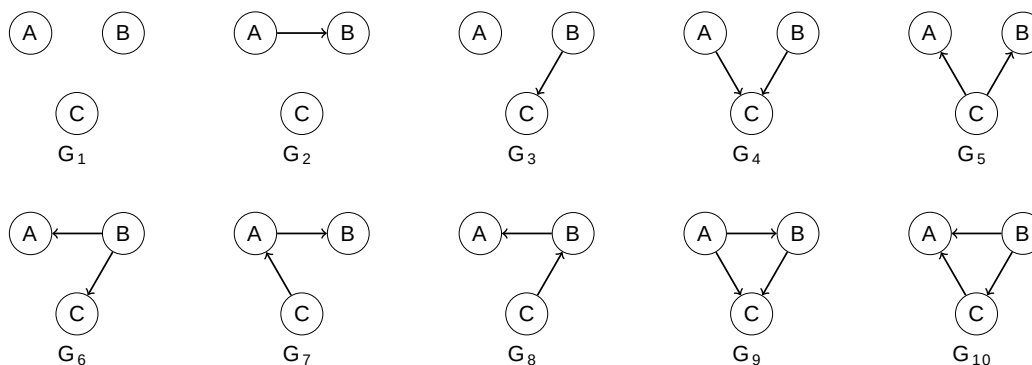 A B A B A B A B A B
C C C C C
G1 G2 G3 G4 G5
A B A B A B A B A B
C C C C C
G6 G7 G8 G9 G10